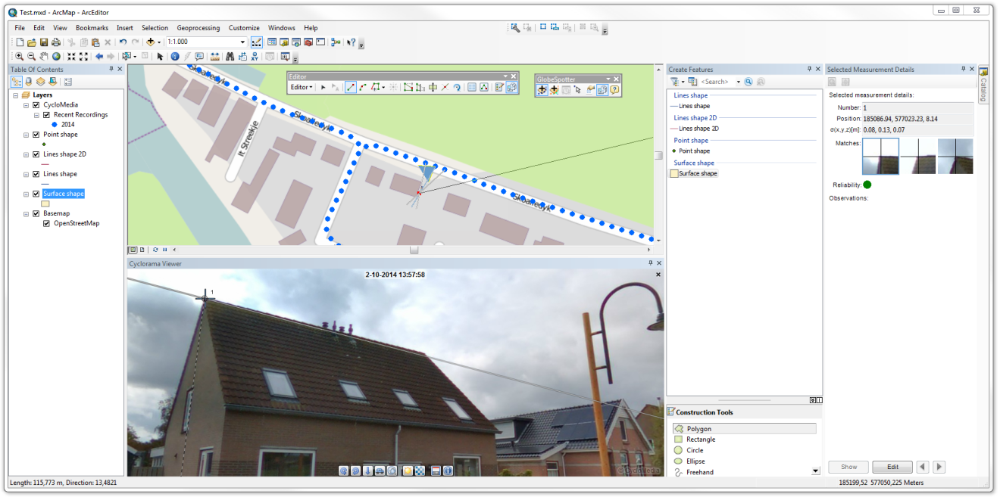 Test.mxd - ArcMap - ArcEditor
File Edit View Bookmarks Insert Selection Geoprocessing Customize Windows Help
1:1.000
Table Of Contents
Layers
CycloMedia
Recent Recordings
2014
Point shape
Lines shape 2D
Lines shape
Surface shape
Basemap
OpenStreetMap
Editor
Editor
GlobeSpotter
Skoalledyk
Skoalledyk
It Streekje
Skoalledyk
Cyclorama Viewer
2-10-2014 13:57:58
1
© CycloMedia
Create Features
<Search>
Lines shape
Lines shape
Lines shape 2D
Lines shape 2D
Point shape
Point shape
Surface shape
Surface shape
Construction Tools
Polygon
Rectangle
Circle
Ellipse
Freehand
Selected Measurement Details
Selected measurement details:
Number: 1
Position: 185086.94, 577023.23, 8.14
σ(x,y,z)[m]: 0.08, 0.13, 0.07
Matches:
Reliability:
Observations:
Show Edit
Catalog
Length: 115,773 m, Direction: 13,4821
185199,52 577050,225 Meters